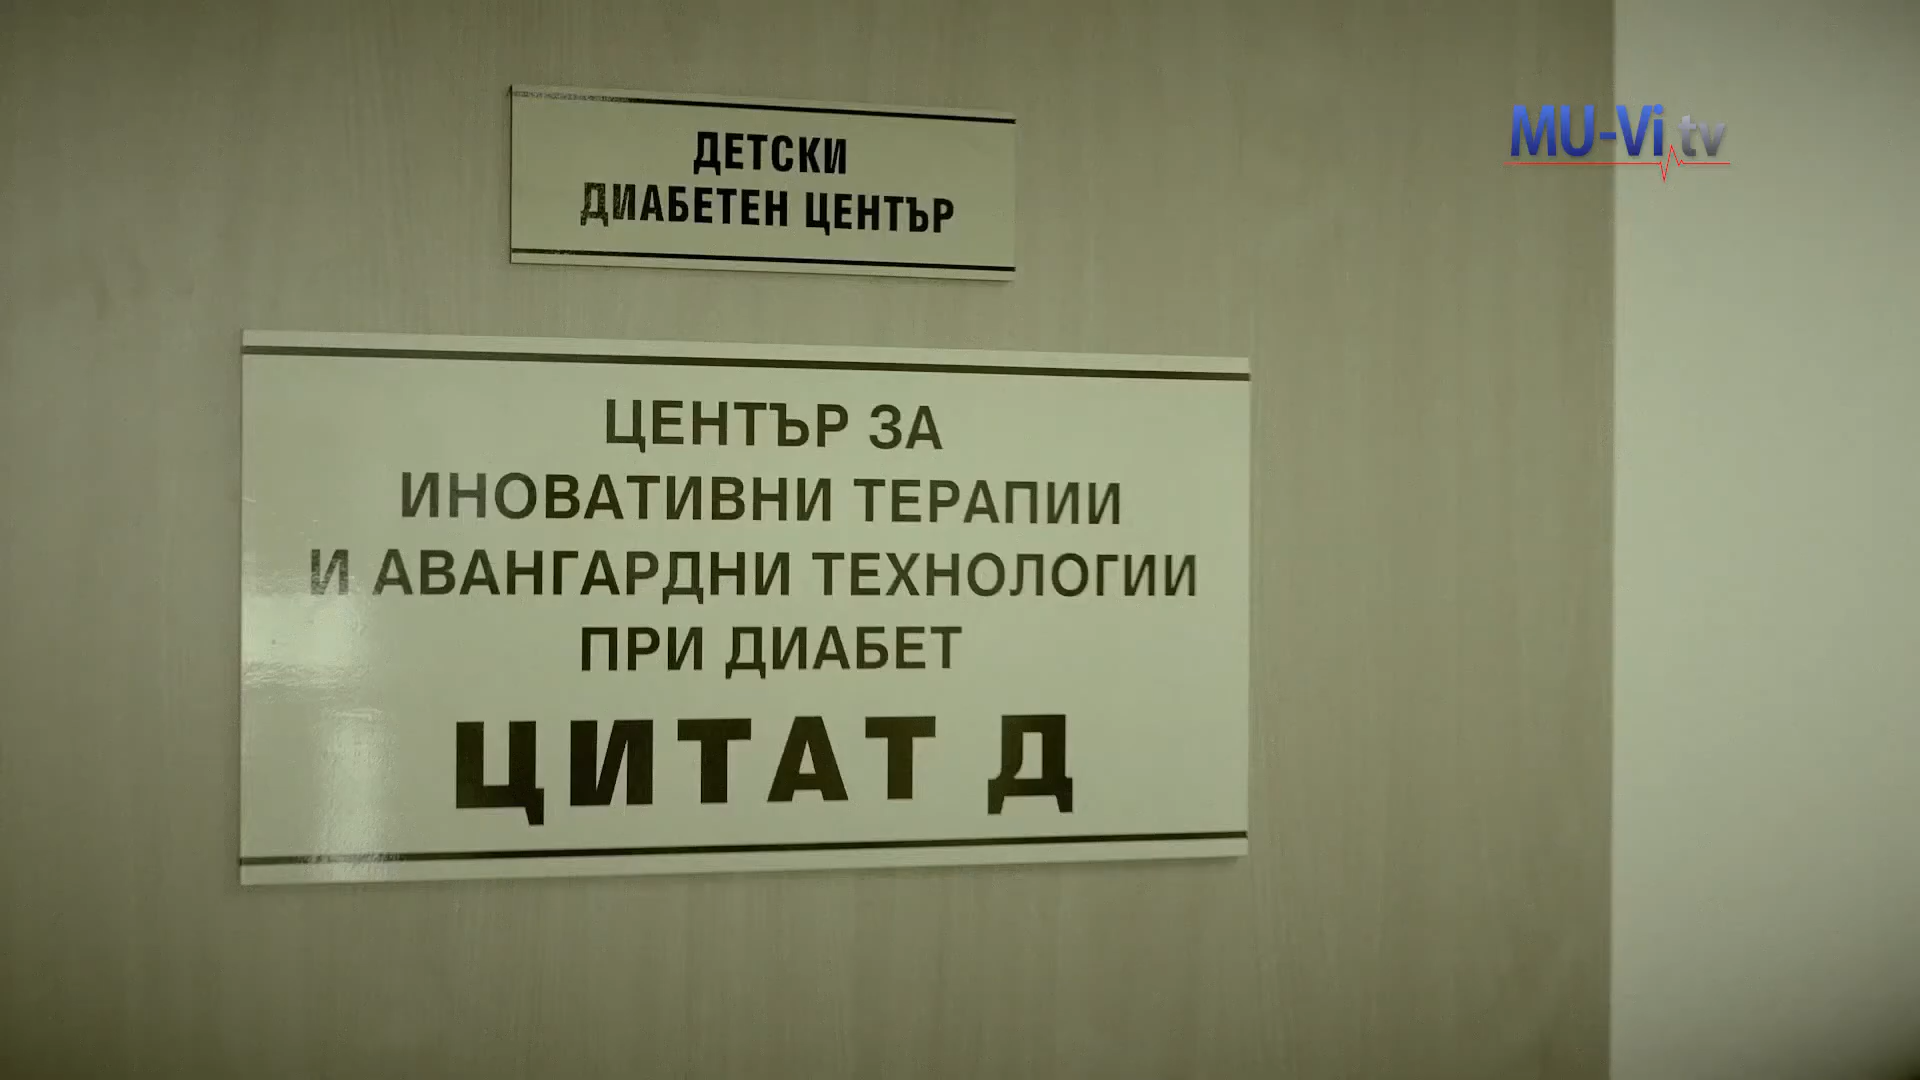 ДЕТСКИ
ДИАБЕТЕН ЦЕНТЪР
MU-Vi.tv
ЦЕНТЪР ЗА
ИНОВАТИВНИ ТЕРАПИИ
И АВАНГАРДНИ ТЕХНОЛОГИИ
ПРИ ДИАБЕТ
ЦИТАТ Д